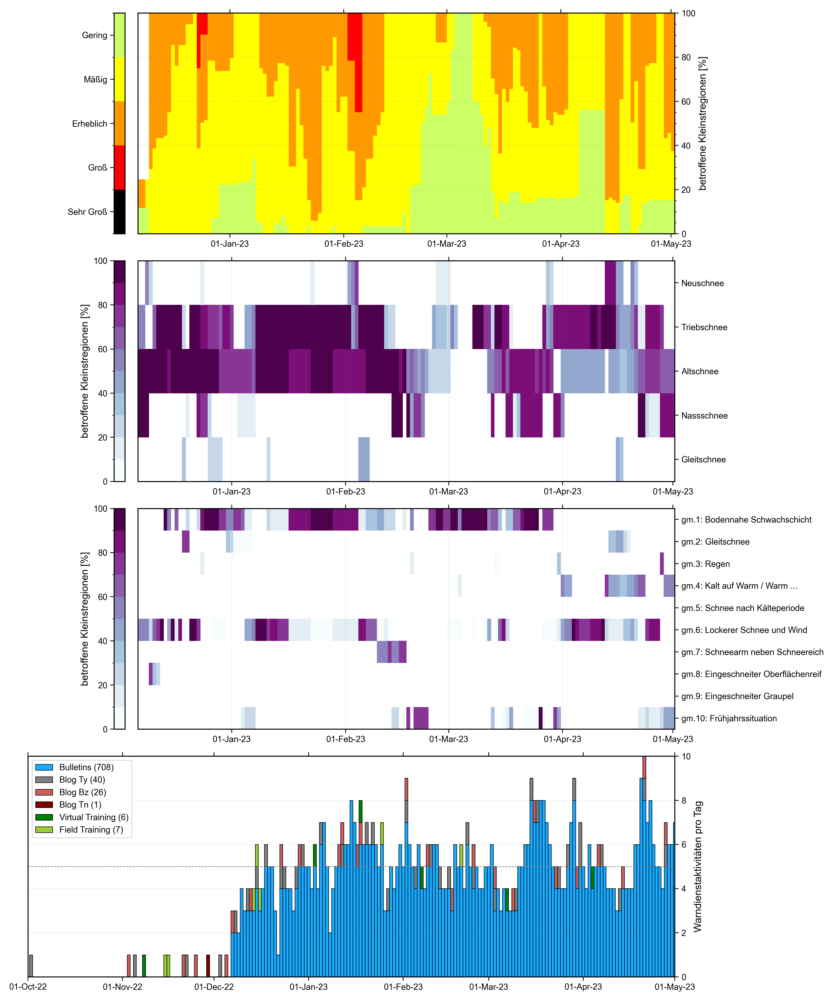 Gering
Mäßig
Erheblich
Groß
Sehr Groß
100
80
60
40
20
0
betroffene Kleinstregionen [%]
01-Jan-23
01-Feb-23
01-Mar-23
01-Apr-23
01-May-23
betroffene Kleinstregionen [%]
100
80
60
40
20
0
Neuschnee
Triebschnee
Altschnee
Nassschnee
Gleitschnee
01-Jan-23
01-Feb-23
01-Mar-23
01-Apr-23
01-May-23
betroffene Kleinstregionen [%]
100
80
60
40
20
0
gm.1: Bodennahe Schwachschicht
gm.2: Gleitschnee
gm.3: Regen
gm.4: Kalt auf Warm / Warm ...
gm.5: Schnee nach Kälteperiode
gm.6: Lockerer Schnee und Wind
gm.7: Schneearm neben Schneereich
gm.8: Eingeschneiter Oberflächenreif
gm.9: Eingeschneiter Graupel
gm.10: Frühjahrssituation
01-Jan-23
01-Feb-23
01-Mar-23
01-Apr-23
01-May-23
Bulletins (708)
Blog Ty (40)
Blog Bz (26)
Blog Tn (1)
Virtual Training (6)
Field Training (7)
10
8
6
4
2
0
Warndienstaktivitäten pro Tag
01-Oct-22
01-Nov-22
01-Dec-22
01-Jan-23
01-Feb-23
01-Mar-23
01-Apr-23
01-May-23